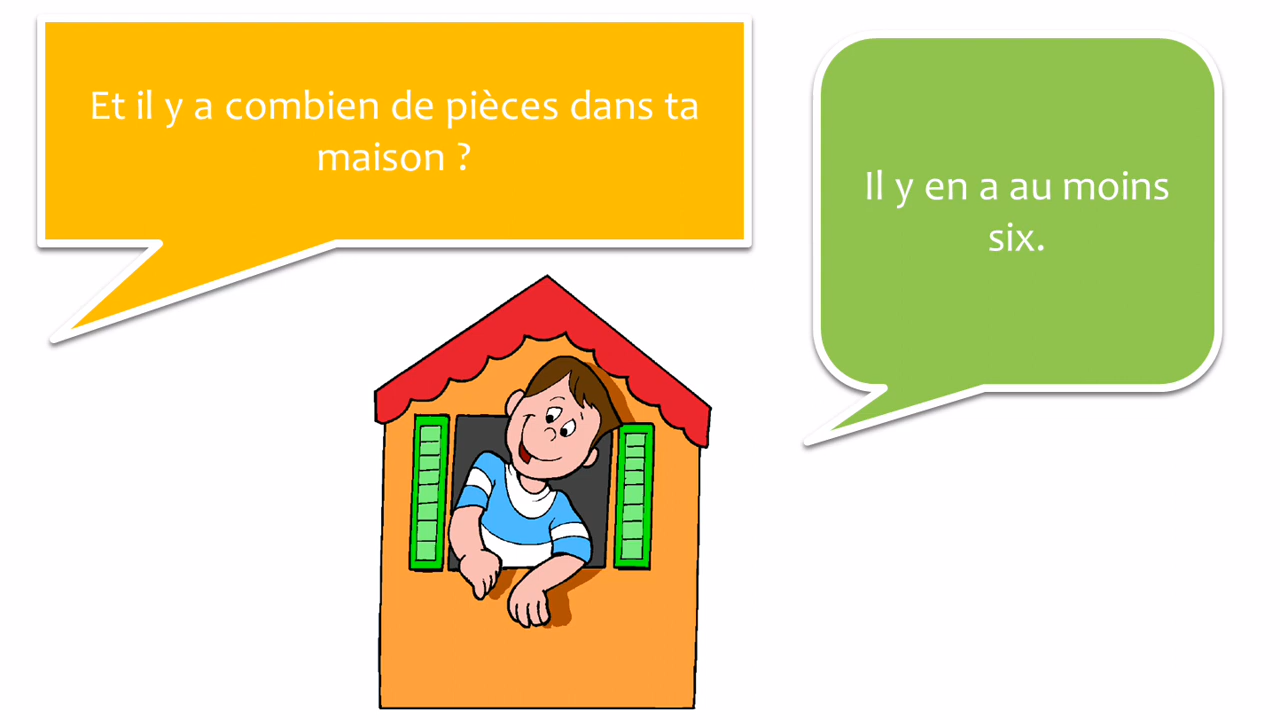 Et il y a combien de pièces dans ta
maison ?
Il y en a au moins
six.